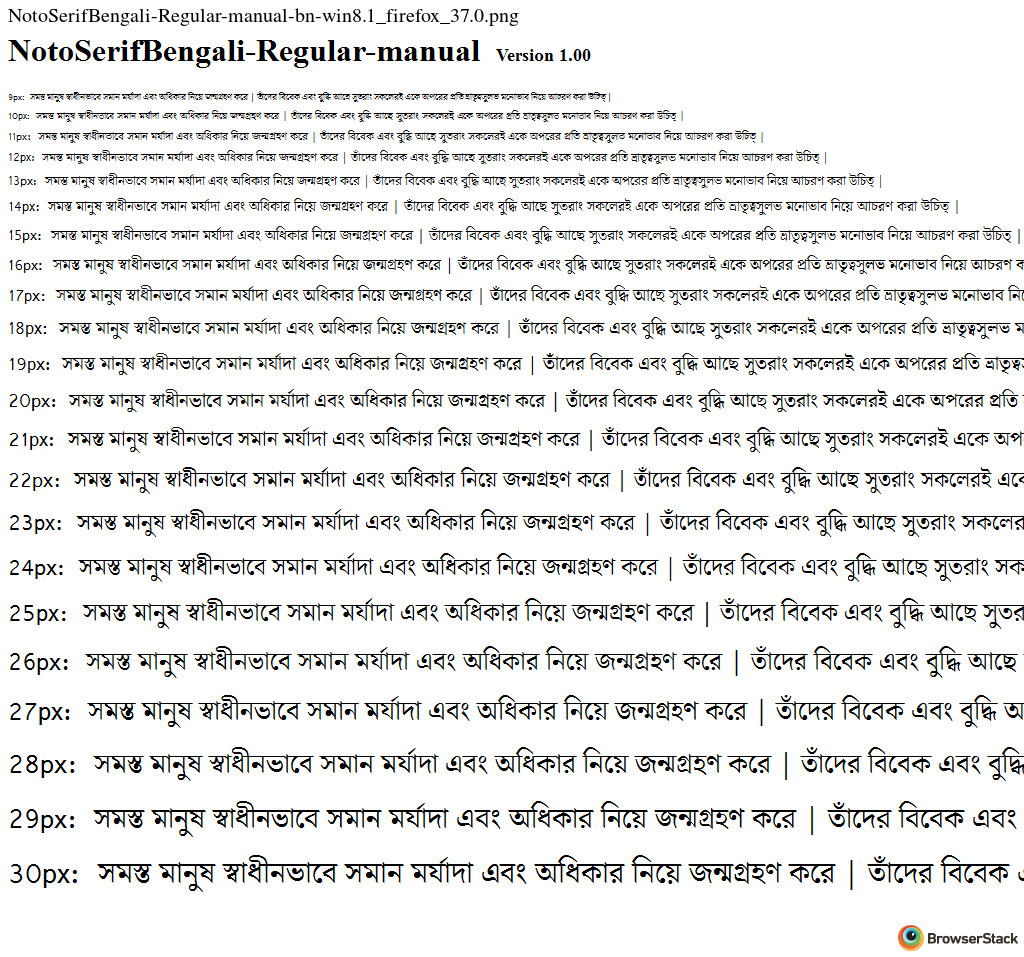 NotoSerifBengali-Regular-manual-bn-win8.1_firefox_37.0.png
NotoSerifBengali-Regular-manual Version 1.00
9px: সমস্ত মানুষ স্বাধীনভাবে সমান মর্যাদা এবং অধিকার নিয়ে জন্মগ্রহণ করে | তাঁদের বিবেক এবং বুদ্ধি আছে সুতরাং সকলেরই একে অপরের প্রতি ভ্রাতৃত্বসুলভ মনোভাব নিয়ে আচরণ করা উচিত্ |
10px: সমস্ত মানুষ স্বাধীনভাবে সমান মর্যাদা এবং অধিকার নিয়ে জন্মগ্রহণ করে | তাঁদের বিবেক এবং বুদ্ধি আছে সুতরাং সকলেরই একে অপরের প্রতি ভ্রাতৃত্বসুলভ মনোভাব নিয়ে আচরণ করা উচিত্ |
11px: সমস্ত মানুষ স্বাধীনভাবে সমান মর্যাদা এবং অধিকার নিয়ে জন্মগ্রহণ করে | তাঁদের বিবেক এবং বুদ্ধি আছে সুতরাং সকলেরই একে অপরের প্রতি ভ্রাতৃত্বসুলভ মনোভাব নিয়ে আচরণ করা উচিত্ |
12px: সমস্ত মানুষ স্বাধীনভাবে সমান মর্যাদা এবং অধিকার নিয়ে জন্মগ্রহণ করে | তাঁদের বিবেক এবং বুদ্ধি আছে সুতরাং সকলেরই একে অপরের প্রতি ভ্রাতৃত্বসুলভ মনোভাব নিয়ে আচরণ করা উচিত্ |
13px: সমস্ত মানুষ স্বাধীনভাবে সমান মর্যাদা এবং অধিকার নিয়ে জন্মগ্রহণ করে | তাঁদের বিবেক এবং বুদ্ধি আছে সুতরাং সকলেরই একে অপরের প্রতি ভ্রাতৃত্বসুলভ মনোভাব নিয়ে আচরণ করা উচিত্ |
14px: সমস্ত মানুষ স্বাধীনভাবে সমান মর্যাদা এবং অধিকার নিয়ে জন্মগ্রহণ করে | তাঁদের বিবেক এবং বুদ্ধি আছে সুতরাং সকলেরই একে অপরের প্রতি ভ্রাতৃত্বসুলভ মনোভাব নিয়ে আচরণ করা উচিত্ |
15px: সমস্ত মানুষ স্বাধীনভাবে সমান মর্যাদা এবং অধিকার নিয়ে জন্মগ্রহণ করে | তাঁদের বিবেক এবং বুদ্ধি আছে সুতরাং সকলেরই একে অপরের প্রতি ভ্রাতৃত্বসুলভ মনোভাব নিয়ে আচরণ করা উচিত্ |
16px: সমস্ত মানুষ স্বাধীনভাবে সমান মর্যাদা এবং অধিকার নিয়ে জন্মগ্রহণ করে | তাঁদের বিবেক এবং বুদ্ধি আছে সুতরাং সকলেরই একে অপরের প্রতি ভ্রাতৃত্বসুলভ মনোভাব নিয়ে আচরণ
17px: সমস্ত মানুষ স্বাধীনভাবে সমান মর্যাদা এবং অধিকার নিয়ে জন্মগ্রহণ করে | তাঁদের বিবেক এবং বুদ্ধি আছে সুতরাং সকলেরই একে অপরের প্রতি ভ্রাতৃত্বসুলভ মনোভাব
18px: সমস্ত মানুষ স্বাধীনভাবে সমান মর্যাদা এবং অধিকার নিয়ে জন্মগ্রহণ করে | তাঁদের বিবেক এবং বুদ্ধি আছে সুতরাং সকলেরই একে অপরের প্রতি ভ্রাতৃত্বসুলভ
19px: সমস্ত মানুষ স্বাধীনভাবে সমান মর্যাদা এবং অধিকার নিয়ে জন্মগ্রহণ করে | তাঁদের বিবেক এবং বুদ্ধি আছে সুতরাং সকলেরই একে অপরের প্রতি
20px: সমস্ত মানুষ স্বাধীনভাবে সমান মর্যাদা এবং অধিকার নিয়ে জন্মগ্রহণ করে | তাঁদের বিবেক এবং বুদ্ধি আছে সুতরাং সকলেরই একে অপরের প্রতি
21px: সমস্ত মানুষ স্বাধীনভাবে সমান মর্যাদা এবং অধিকার নিয়ে জন্মগ্রহণ করে | তাঁদের বিবেক এবং বুদ্ধি আছে সুতরাং সকলেরই একে
22px: সমস্ত মানুষ স্বাধীনভাবে সমান মর্যাদা এবং অধিকার নিয়ে জন্মগ্রহণ করে | তাঁদের বিবেক এবং বুদ্ধি আছে সুতরাং সকলেরই
23px: সমস্ত মানুষ স্বাধীনভাবে সমান মর্যাদা এবং অধিকার নিয়ে জন্মগ্রহণ করে | তাঁদের বিবেক এবং বুদ্ধি আছে সুতরাং
24px: সমস্ত মানুষ স্বাধীনভাবে সমান মর্যাদা এবং অধিকার নিয়ে জন্মগ্রহণ করে | তাঁদের বিবেক এবং বুদ্ধি আছে সুতরাং
25px: সমস্ত মানুষ স্বাধীনভাবে সমান মর্যাদা এবং অধিকার নিয়ে জন্মগ্রহণ করে | তাঁদের বিবেক এবং বুদ্ধি আছে
26px: সমস্ত মানুষ স্বাধীনভাবে সমান মর্যাদা এবং অধিকার নিয়ে জন্মগ্রহণ করে | তাঁদের বিবেক এবং বুদ্ধি আছে
27px: সমস্ত মানুষ স্বাধীনভাবে সমান মর্যাদা এবং অধিকার নিয়ে জন্মগ্রহণ করে | তাঁদের বিবেক এবং বুদ্ধি
28px: সমস্ত মানুষ স্বাধীনভাবে সমান মর্যাদা এবং অধিকার নিয়ে জন্মগ্রহণ করে | তাঁদের বিবেক এবং বুদ্ধি
29px: সমস্ত মানুষ স্বাধীনভাবে সমান মর্যাদা এবং অধিকার নিয়ে জন্মগ্রহণ করে | তাঁদের বিবেক এবং
30px: সমস্ত মানুষ স্বাধীনভাবে সমান মর্যাদা এবং অধিকার নিয়ে জন্মগ্রহণ করে | তাঁদের বিবেক
BrowserStack